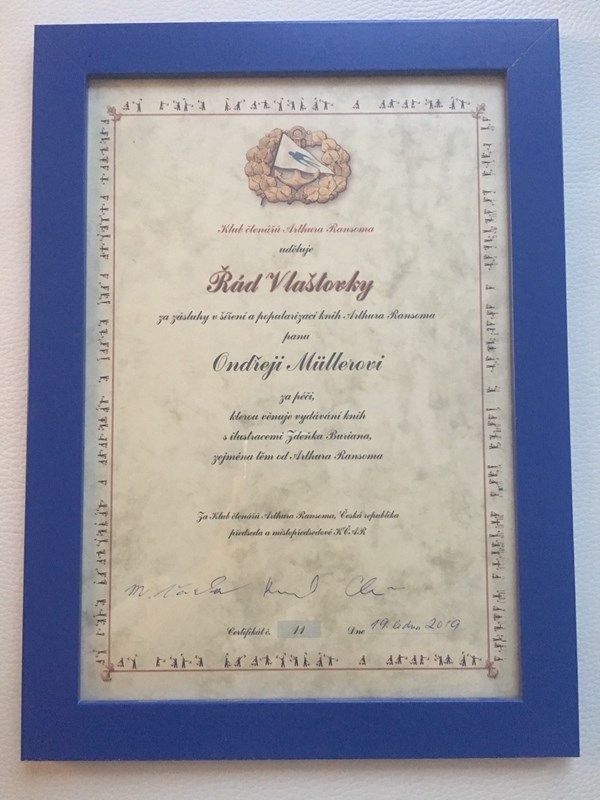 Klub čtenářů Arthura Ransoma
uděluje
Řád Vlaštovky
za zásluhy v šíření a popularizaci knih Arthura Ransoma
panu
Ondřeji Müllerovi
za péči,
kterou věnuje vydávání knih
s ilustracemi Zdeňka Buriana,
zejména těm od Arthura Ransoma
Za Klub čtenářů Arthura Ransoma, Česká republika
předseda a místopředsedové KČAR
Certifikát č. 11 Dne 19. ledna 2019